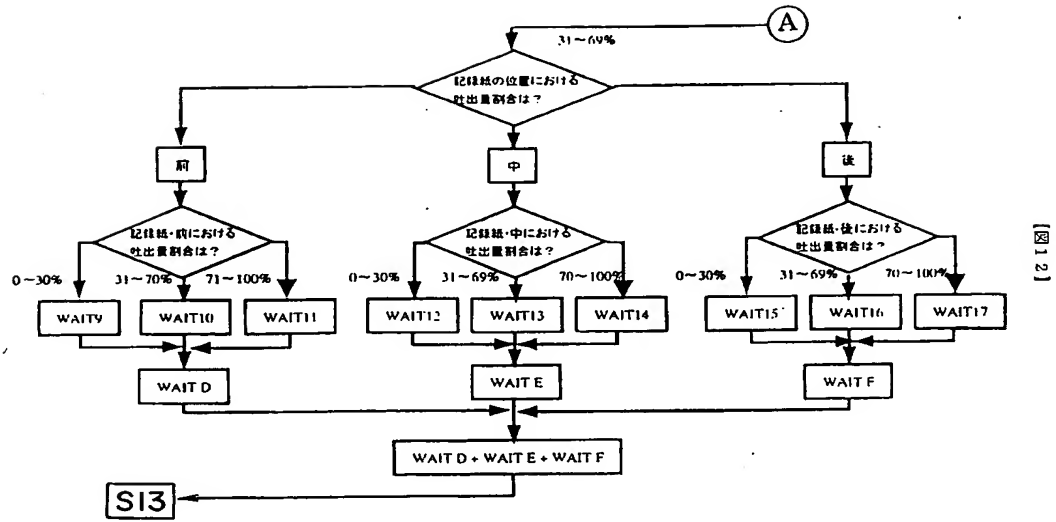 A
31~69%
記録紙の位置における
吐出量割合は?
前
中
後
記録紙・前における
吐出量割合は?
記録紙・中における
吐出量割合は?
記録紙・後における
吐出量割合は?
0~30%
31~70%
71~100%
0~30%
31~69%
70~100%
0~30%
31~69%
70~100%
WAIT9
WAIT10
WAIT11
WAIT12
WAIT13
WAIT14
WAIT15
WAIT16
WAIT17
WAIT D
WAIT E
WAIT F
WAIT D + WAIT E + WAIT F
S13
【図12】